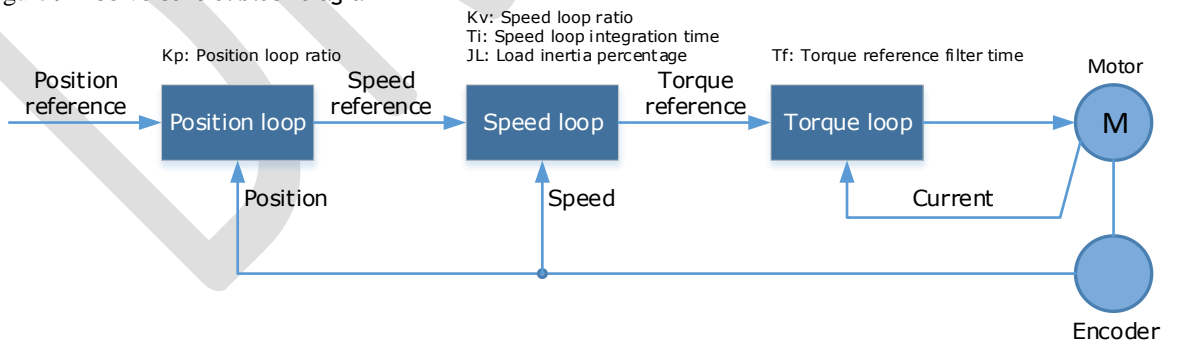 Kv: Speed loop ratio
Ti: Speed loop integration time
Kp: Position loop ratio
JL: Load inertia percentage
Tf: Torque reference filter time
Motor
Position
reference
Speed
reference
Torque
reference
Position loop
Speed loop
Torque loop
M
Position
Speed
Current
Encoder